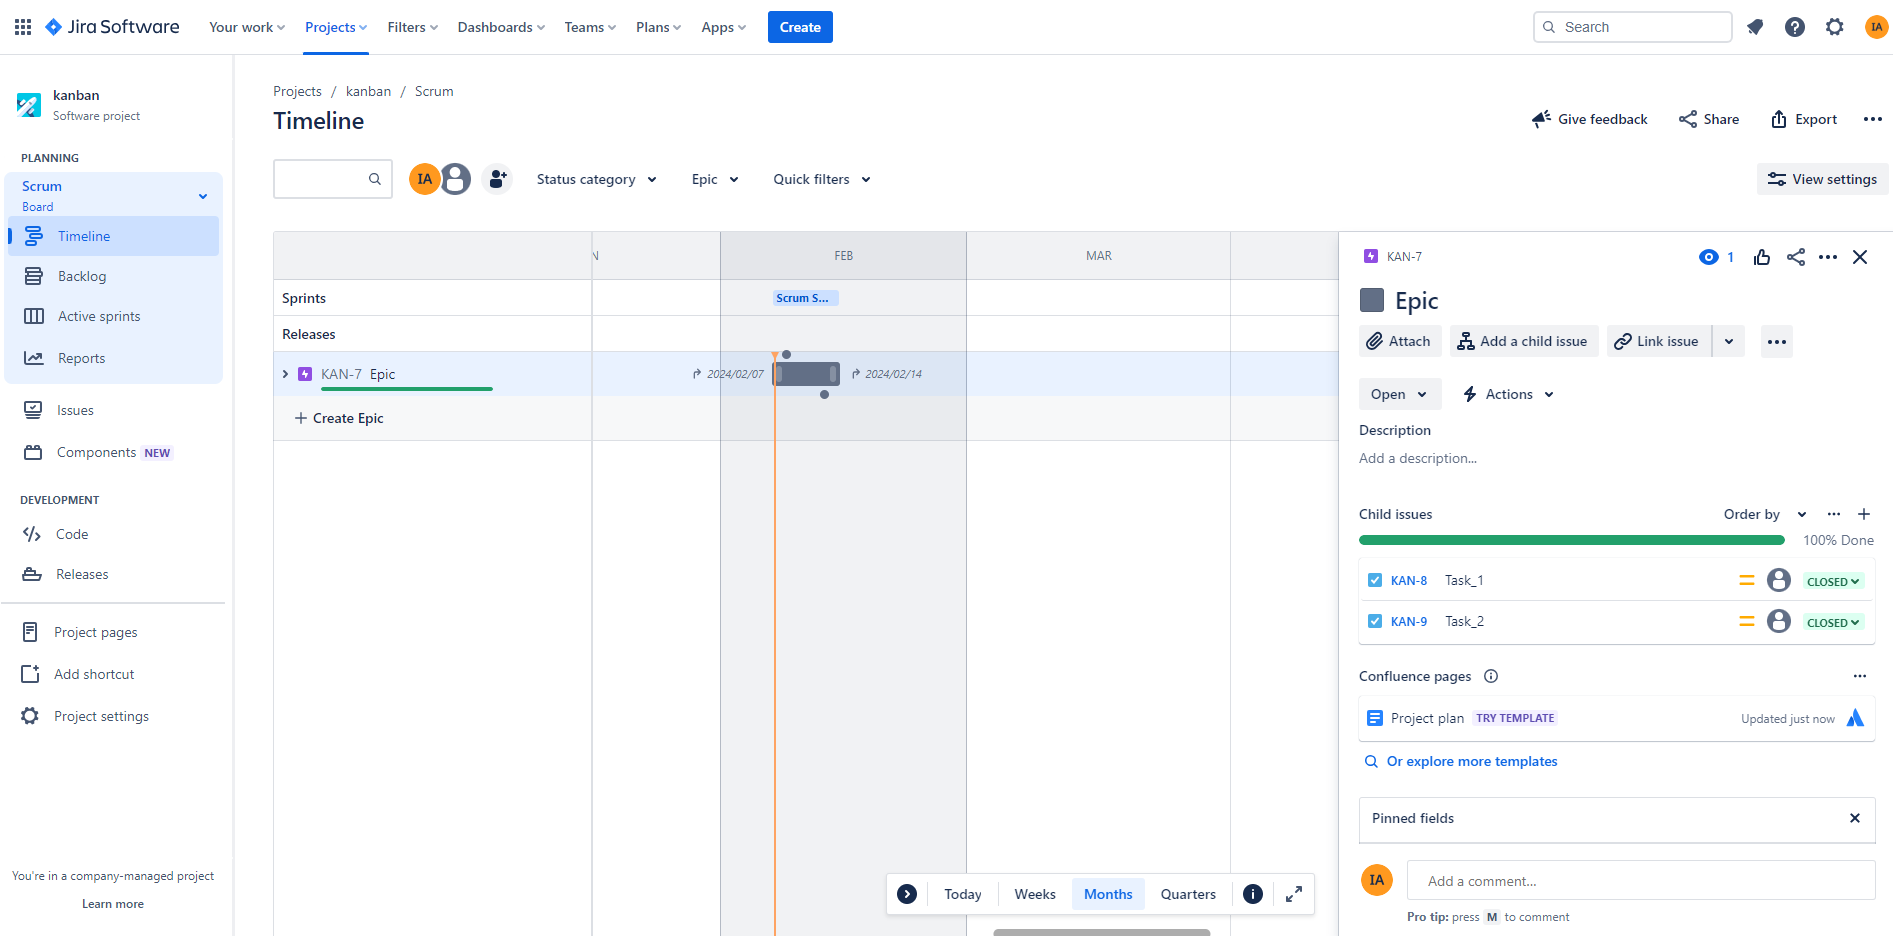 Jira Software
Your work
Projects
Filters
Dashboards
Teams
Plans
Apps
Create
Search
IA
kanban
Software project
PLANNING
Scrum
Board
Timeline
Backlog
Active sprints
Reports
Issues
Components NEW
DEVELOPMENT
Code
Releases
Project pages
Add shortcut
Project settings
You're in a company-managed project
Learn more
Projects / kanban / Scrum
Timeline
Give feedback
Share
Export
IA
Status category
Epic
Quick filters
View settings
N
FEB
MAR
Sprints
Scrum S...
Releases
KAN-7 Epic
2024/02/07
2024/02/14
+ Create Epic
Today
Weeks
Months
Quarters
KAN-7
1
Epic
Attach
Add a child issue
Link issue
Open
Actions
Description
Add a description...
Child issues
Order by
100% Done
KAN-8 Task_1 CLOSED
KAN-9 Task_2 CLOSED
Confluence pages
Project plan TRY TEMPLATE Updated just now
Or explore more templates
Pinned fields
IA
Add a comment...
Pro tip: press M to comment